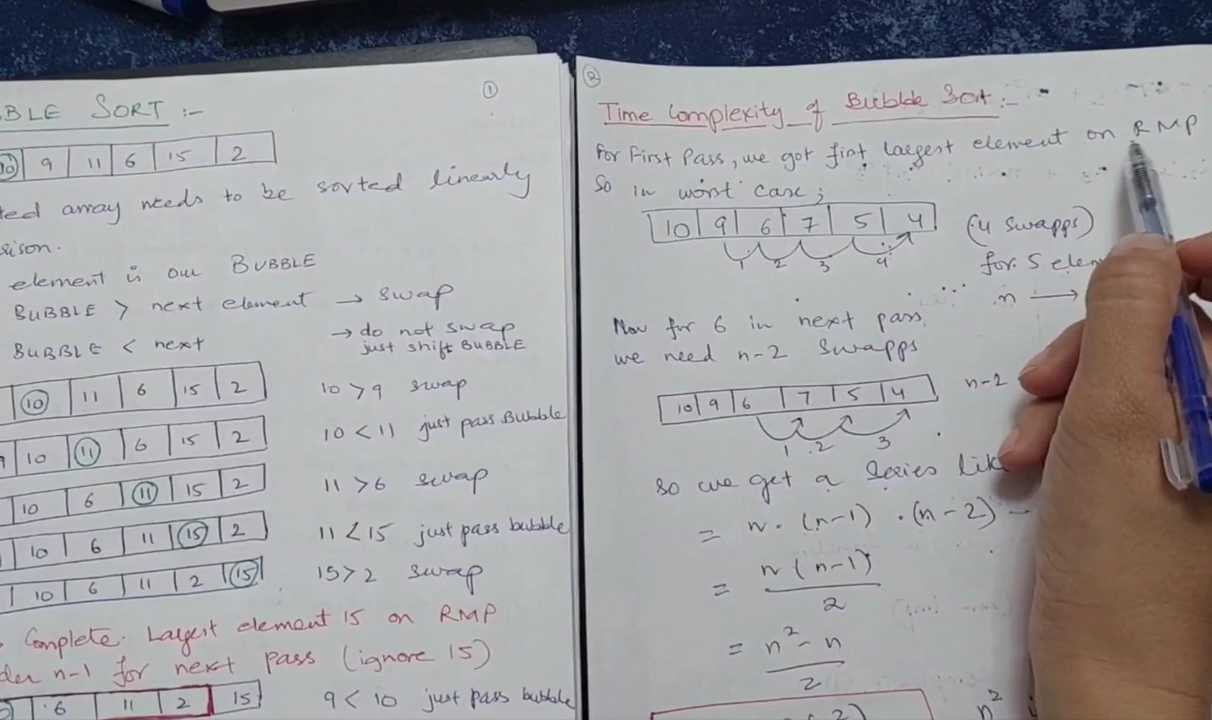 ①
BBLE SORT :-
10 9 11 6 15 2
ted array needs to be sorted linearly
rison.
element is our BUBBLE
BUBBLE > next element → swap
BUBBLE < next → do not swap
just shift BUBBLE
10 11 6 15 2 10 > 9 swap
10 11 6 15 2 10 < 11 just pass Bubble
10 6 11 15 2 11 > 6 swap
10 6 11 15 2 11 < 15 just pass bubble
10 6 11 2 15 15 > 2 swap
Complete. Largest element 15 on RMP
n-1 for next pass (ignore 15)
6 11 2 15 9 < 10 just pass bubble
②
Time Complexity of Bubbde Sort :-
For First Pass, we got first largest element on RMP
So in worst case ;
10 9 6 7 5 4 (4 swapps)
1 2 3 4 for 5 elem
n →
Now for 6 in next pass
we need n-2 swapps
10 9 6 7 5 4 n-2
1 2 3
So we get a Series lik
= n · (n-1) · (n-2) -
= n (n-1)
2
= n² - n
2
n²